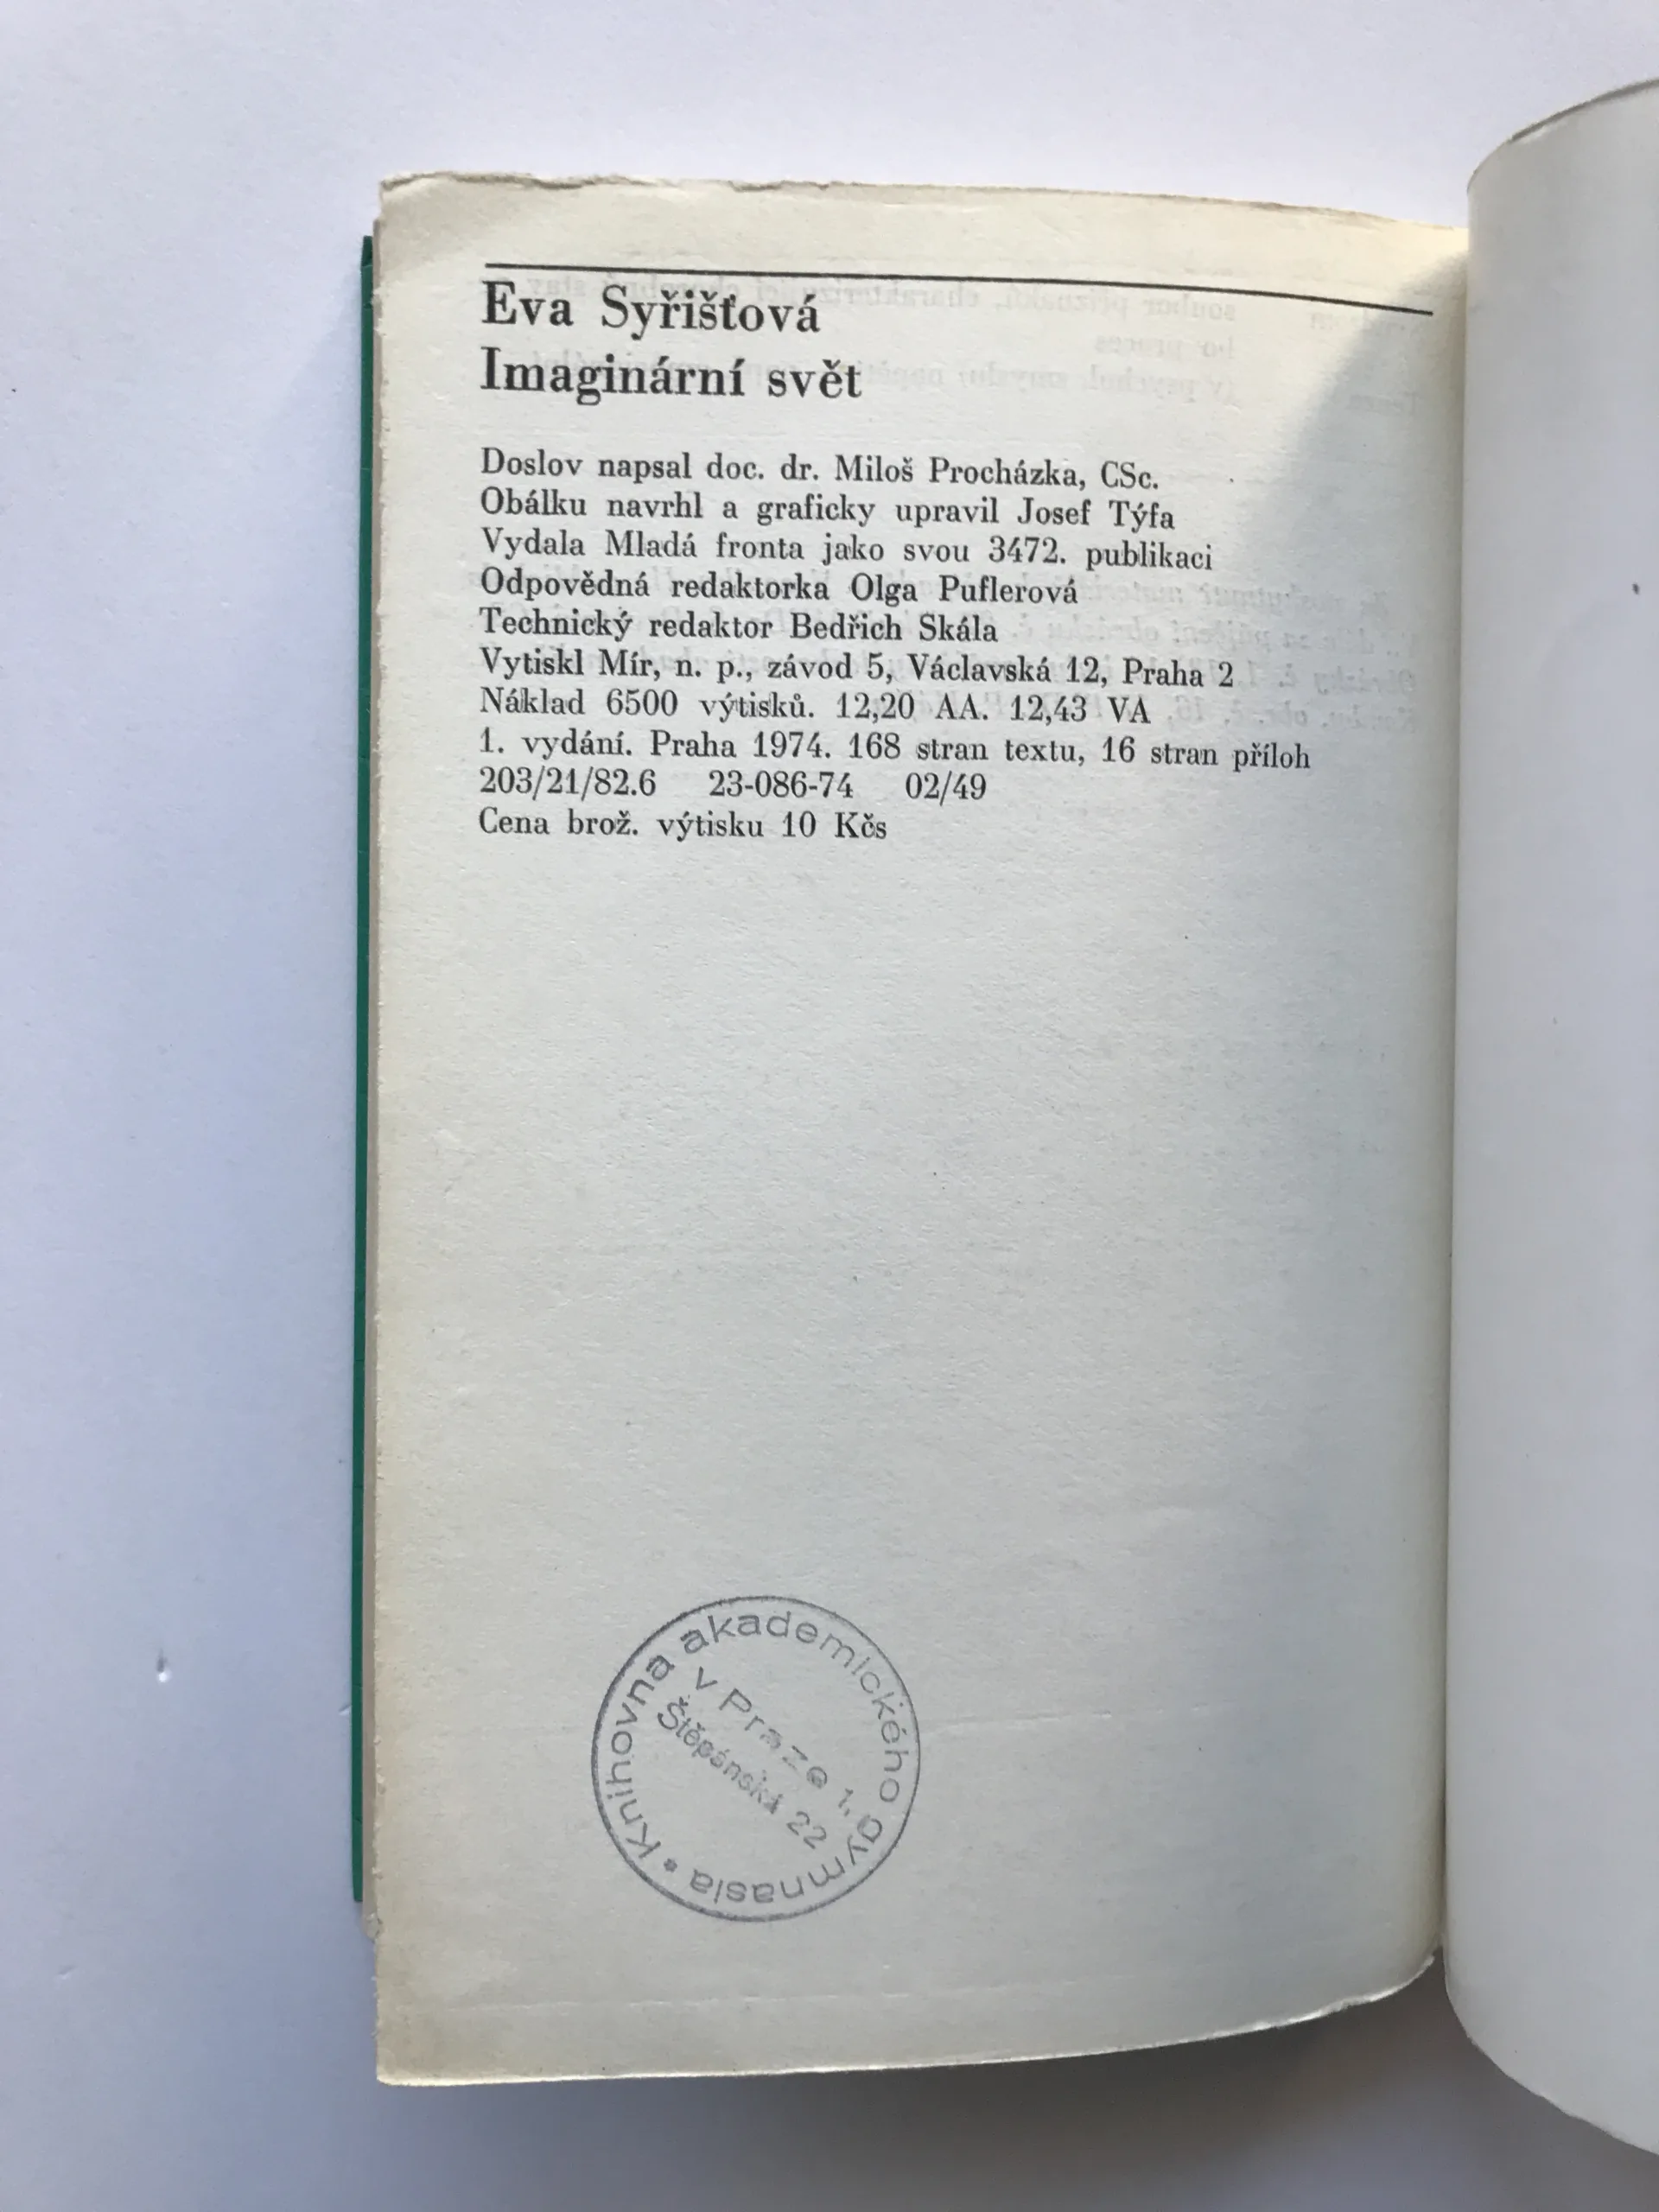 Eva Syřišťová
Imaginární svět
Doslov napsal doc. dr. Miloš Procházka, CSc.
Obálku navrhl a graficky upravil Josef Týfa
Vydala Mladá fronta jako svou 3472. publikaci
Odpovědná redaktorka Olga Puflerová
Technický redaktor Bedřich Skála
Vytiskl Mír, n. p., závod 5, Václavská 12, Praha 2
Náklad 6500 výtisků. 12,20 AA. 12,43 VA
1. vydání. Praha 1974. 168 stran textu, 16 stran příloh
203/21/82.6 23-086-74 02/49
Cena brož. výtisku 10 Kčs
Knihovna akademického gymnasia •
v Praze 1,
Štěpánská 22